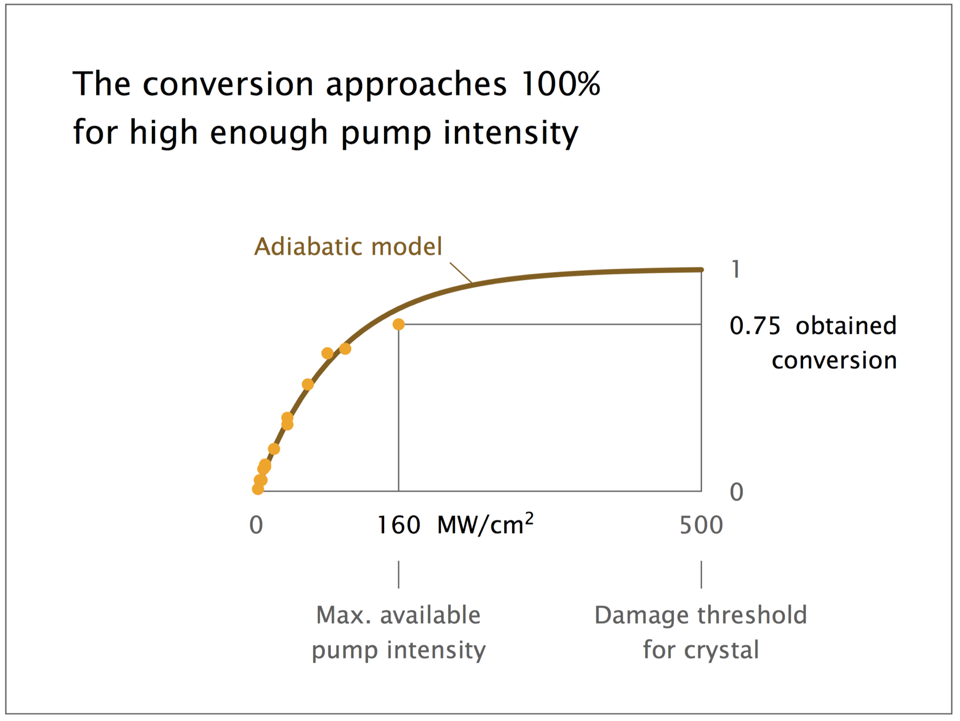 The conversion approaches 100%
for high enough pump intensity
Adiabatic model
1
0.75 obtained
conversion
0
0
160 MW/cm²
500
Max. available
pump intensity
Damage threshold
for crystal